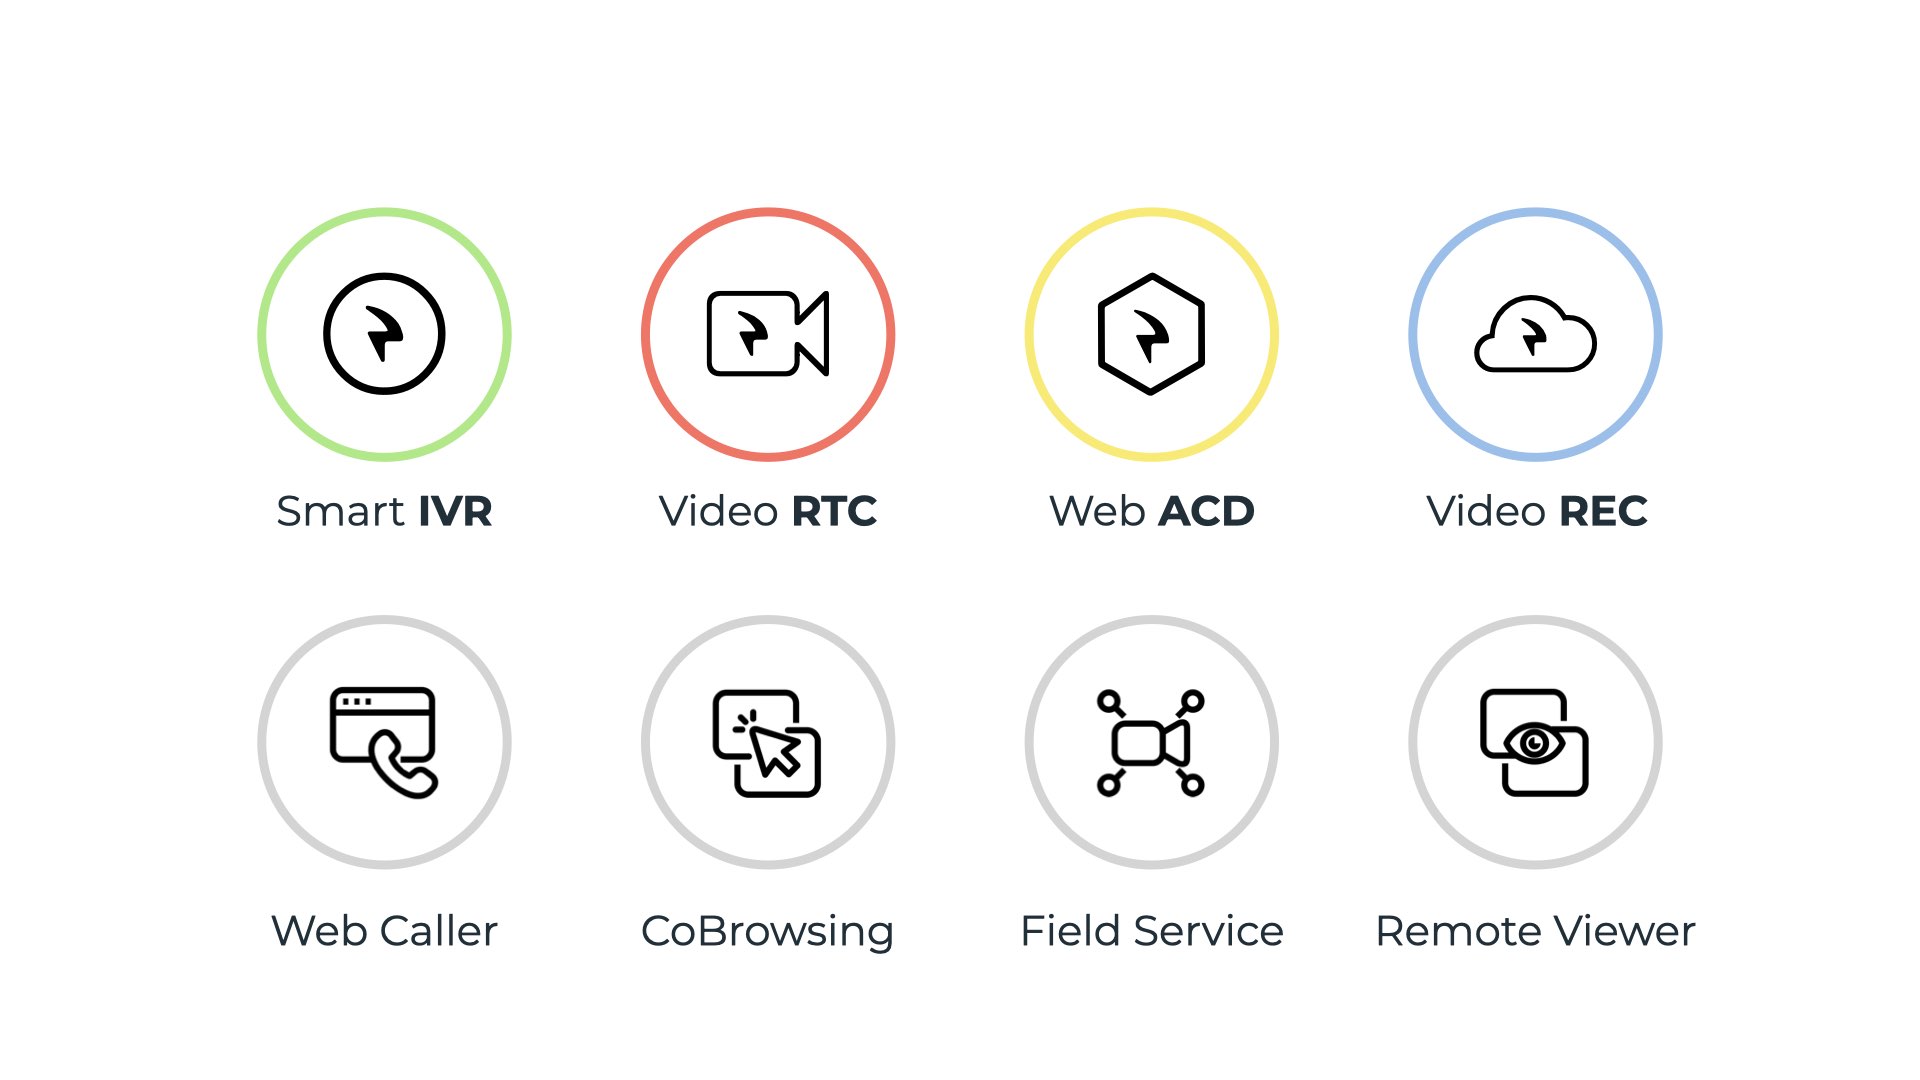 Smart IVR
Video RTC
Web ACD
Video REC
Web Caller
CoBrowsing
Field Service
Remote Viewer